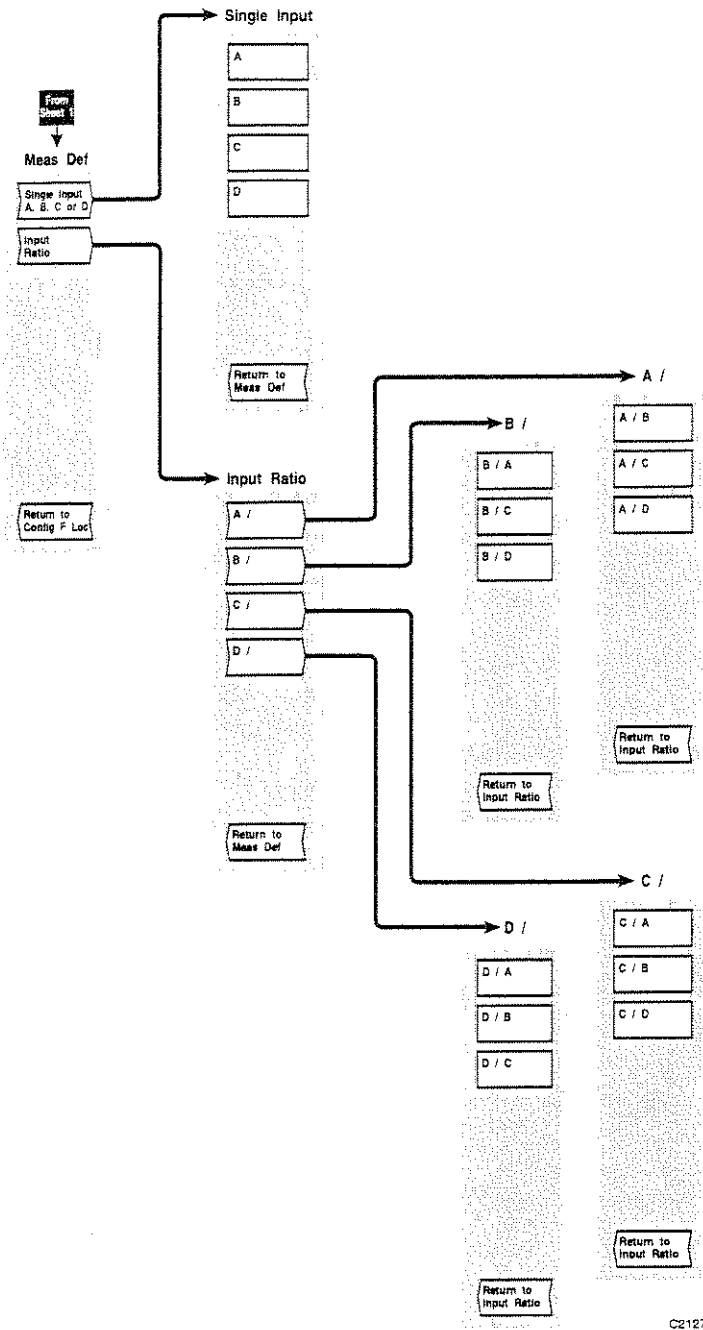 Single Input
A
B
C
D
Return to
Meas Def
From
Sheet 1
Meas Def
Single Input
A, B, C or D
Input
Ratio
Return to
Config F Loc
Input Ratio
A /
B /
C /
D /
Return to
Meas Def
B /
B / A
B / C
B / D
Return to
Input Ratio
A /
A / B
A / C
A / D
Return to
Input Ratio
D /
D / A
D / B
D / C
Return to
Input Ratio
C /
C / A
C / B
C / D
Return to
Input Ratio
C2127